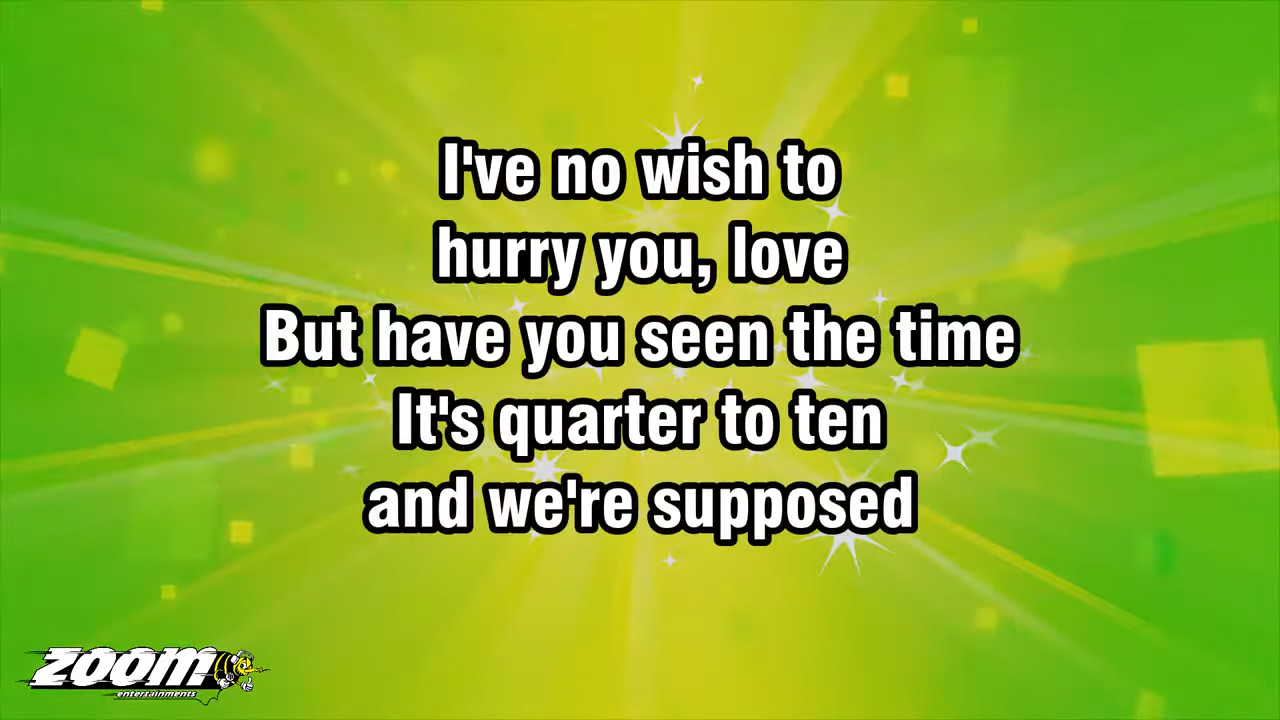 I've no wish to
hurry you, love
But have you seen the time
It's quarter to ten
and we're supposed
ZOOM
entertainments